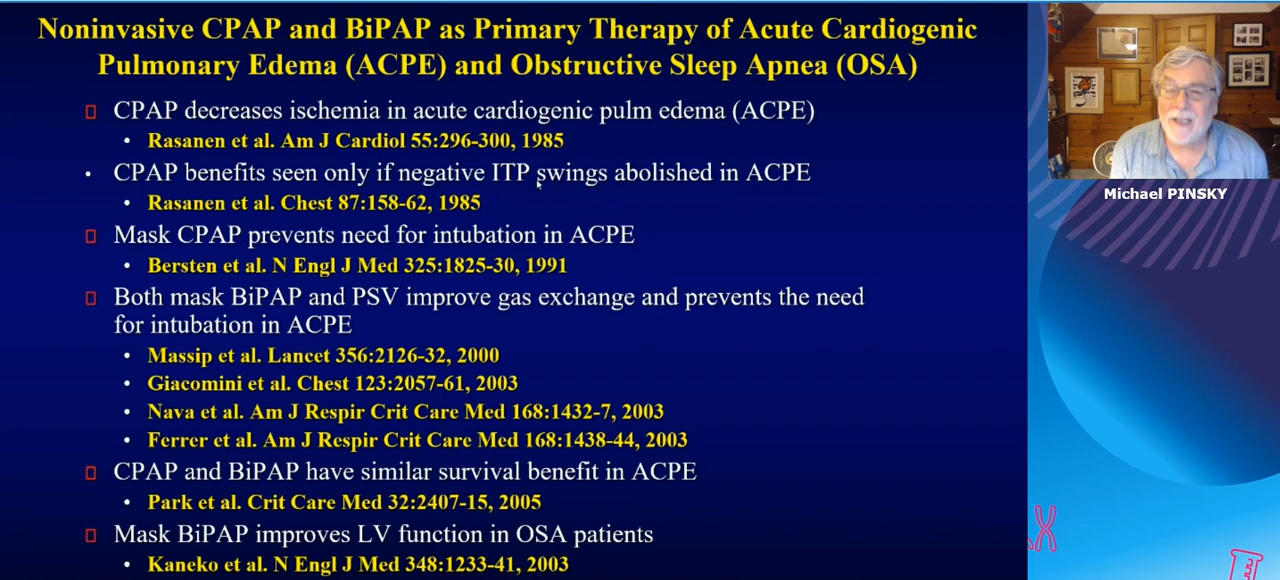 Noninvasive CPAP and BiPAP as Primary Therapy of Acute Cardiogenic
Pulmonary Edema (ACPE) and Obstructive Sleep Apnea (OSA)
CPAP decreases ischemia in acute cardiogenic pulm edema (ACPE)
• Rasanen et al. Am J Cardiol 55:296-300, 1985
• CPAP benefits seen only if negative ITP swings abolished in ACPE
• Rasanen et al. Chest 87:158-62, 1985
Mask CPAP prevents need for intubation in ACPE
• Bersten et al. N Engl J Med 325:1825-30, 1991
Both mask BiPAP and PSV improve gas exchange and prevents the need
for intubation in ACPE
• Massip et al. Lancet 356:2126-32, 2000
• Giacomini et al. Chest 123:2057-61, 2003
• Nava et al. Am J Respir Crit Care Med 168:1432-7, 2003
• Ferrer et al. Am J Respir Crit Care Med 168:1438-44, 2003
CPAP and BiPAP have similar survival benefit in ACPE
• Park et al. Crit Care Med 32:2407-15, 2005
Mask BiPAP improves LV function in OSA patients
• Kaneko et al. N Engl J Med 348:1233-41, 2003
Michael PINSKY